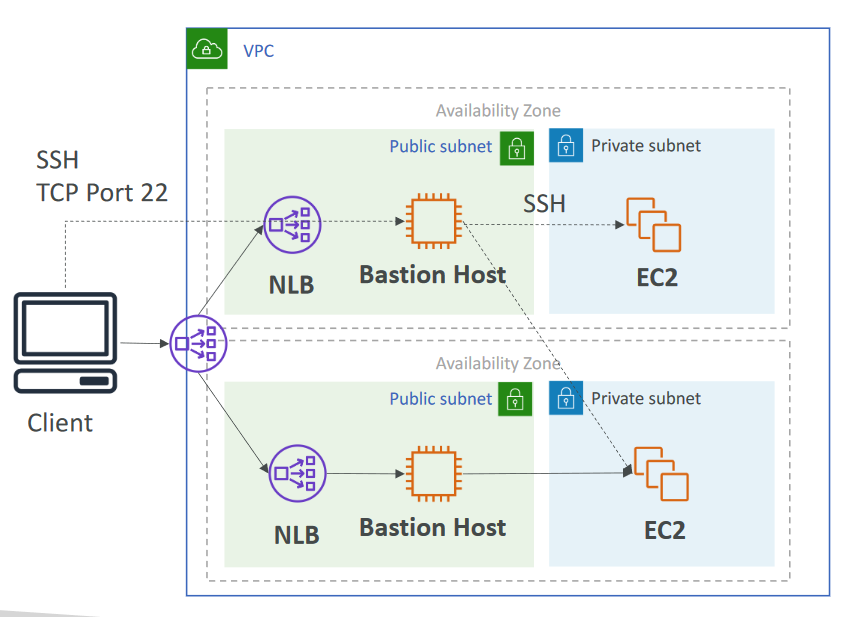 VPC
Availability Zone
Public subnet
Private subnet
SSH
TCP Port 22
SSH
NLB
Bastion Host
EC2
Availability Zone
Public subnet
Private subnet
Client
NLB
Bastion Host
EC2